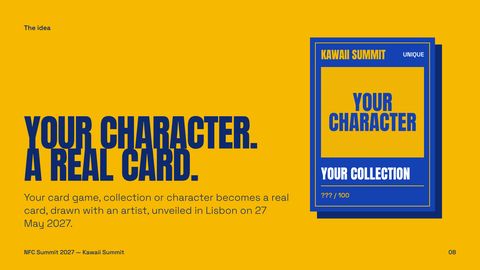 The idea
KAWAII SUMMIT
UNIQUE
YOUR
CHARACTER
YOUR COLLECTION
??? / 100
YOUR CHARACTER.
A REAL CARD.
Your card game, collection or character becomes a real
card, drawn with an artist, unveiled in Lisbon on 27
May 2027.
NFC Summit 2027 — Kawaii Summit
08